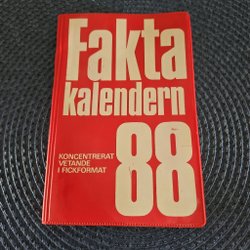 Fakta
kalendern
88
KONCENTRERAT
VETANDE
I FICKFORMAT